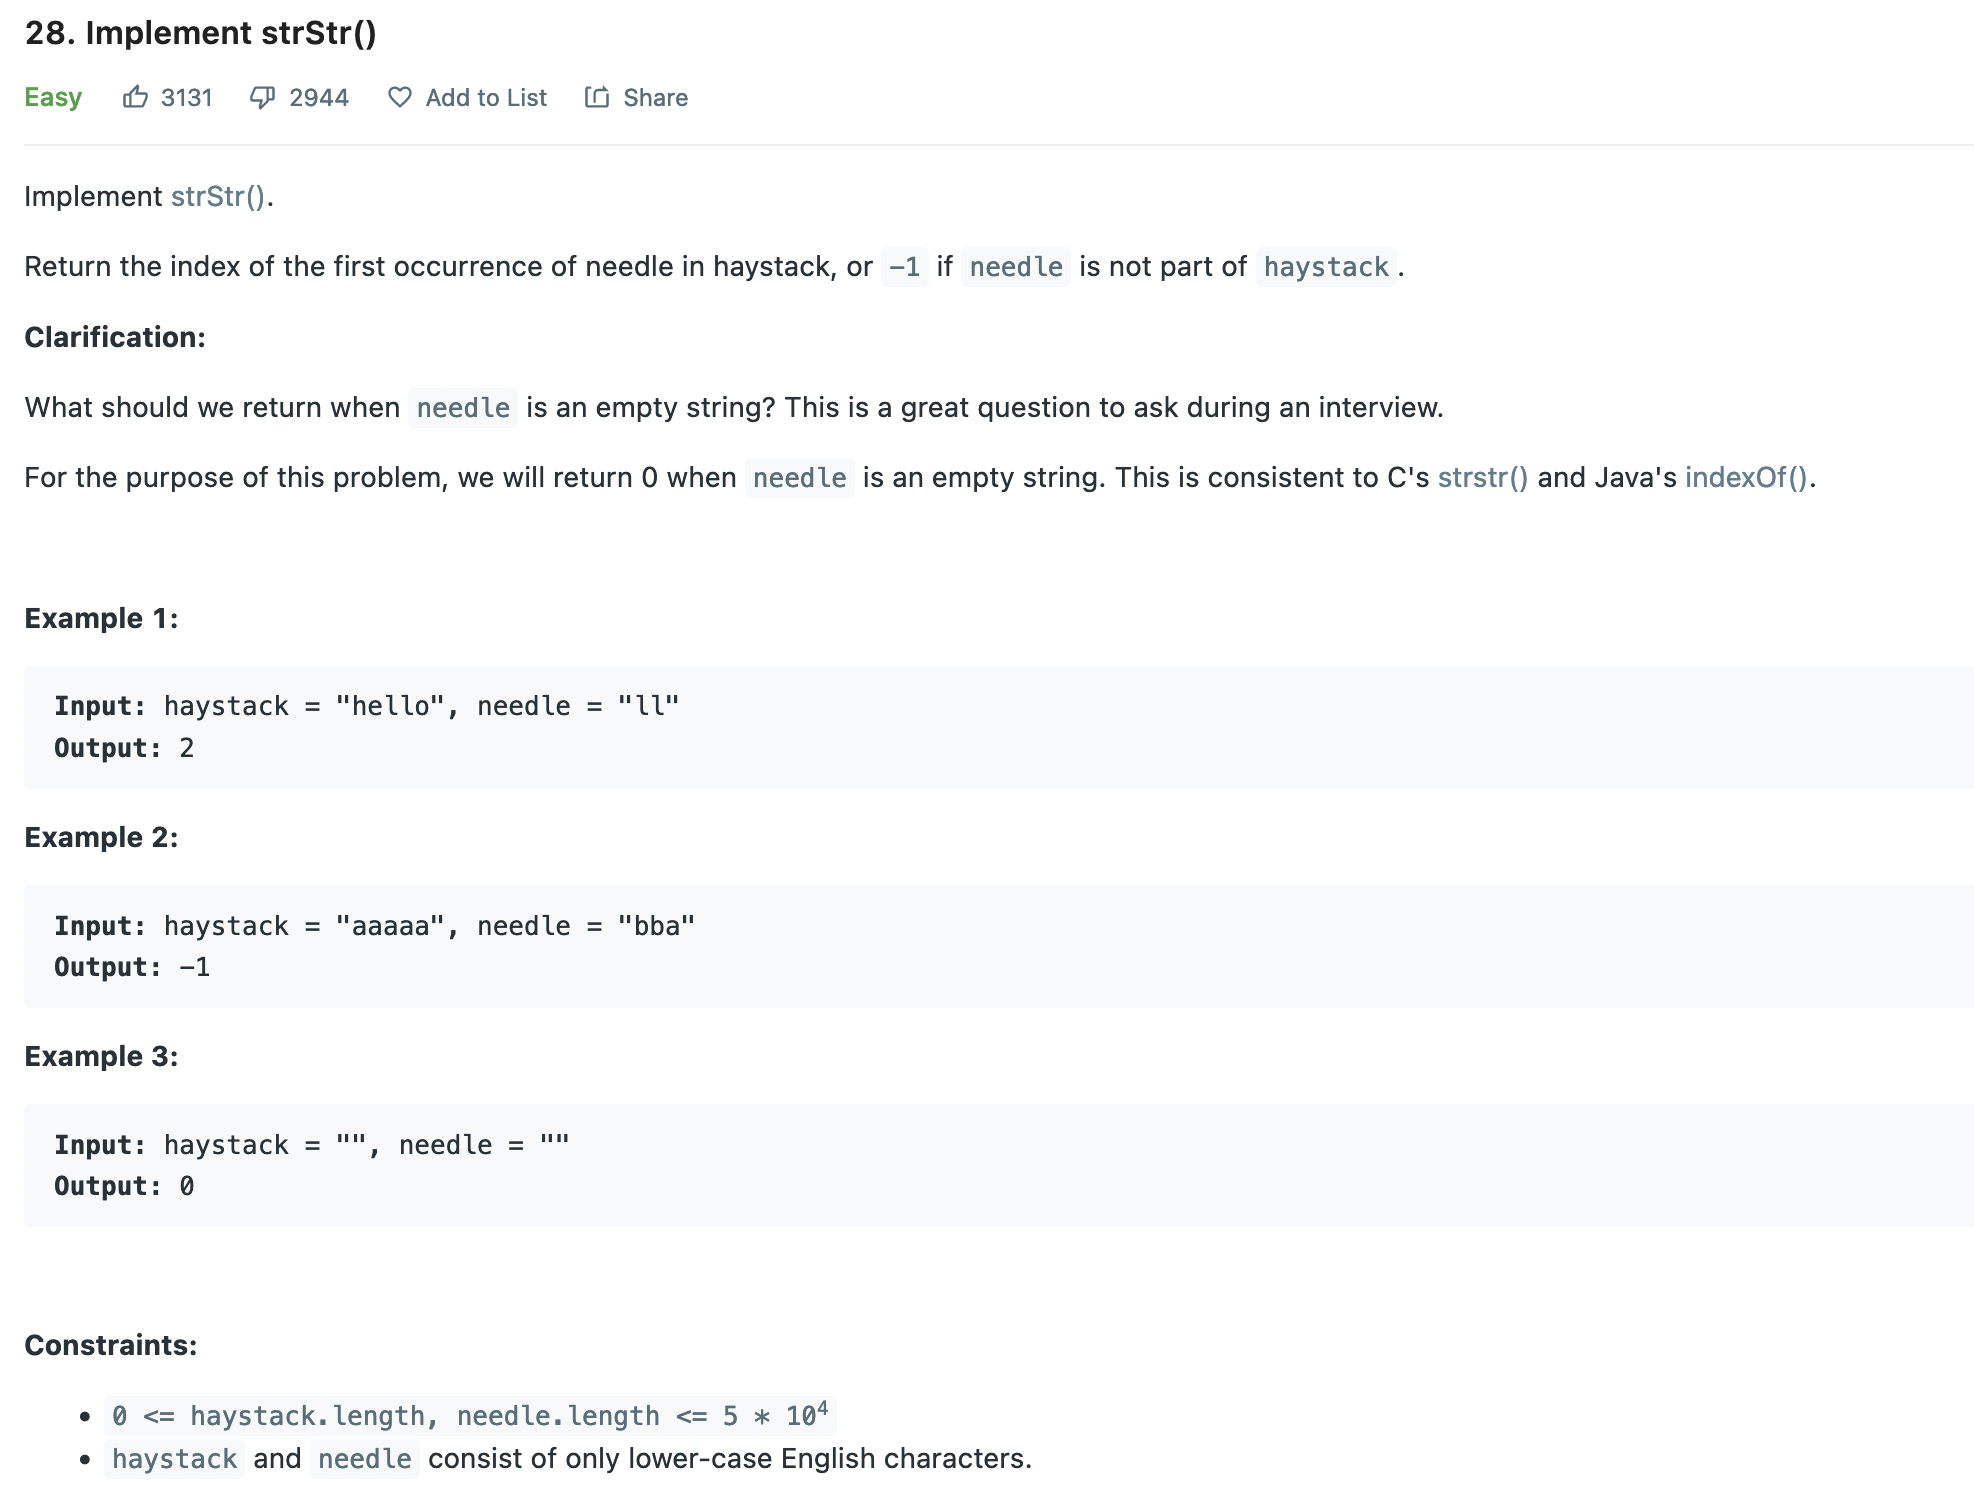 28. Implement strStr()
Easy 3131 2944 Add to List Share
Implement strStr().
Return the index of the first occurrence of needle in haystack, or -1 if needle is not part of haystack.
Clarification:
What should we return when needle is an empty string? This is a great question to ask during an interview.
For the purpose of this problem, we will return 0 when needle is an empty string. This is consistent to C's strstr() and Java's indexOf().
Example 1:
Input: haystack = "hello", needle = "ll"
Output: 2
Example 2:
Input: haystack = "aaaaa", needle = "bba"
Output: -1
Example 3:
Input: haystack = "", needle = ""
Output: 0
Constraints:
• 0 <= haystack.length, needle.length <= 5 * 10⁴
• haystack and needle consist of only lower-case English characters.